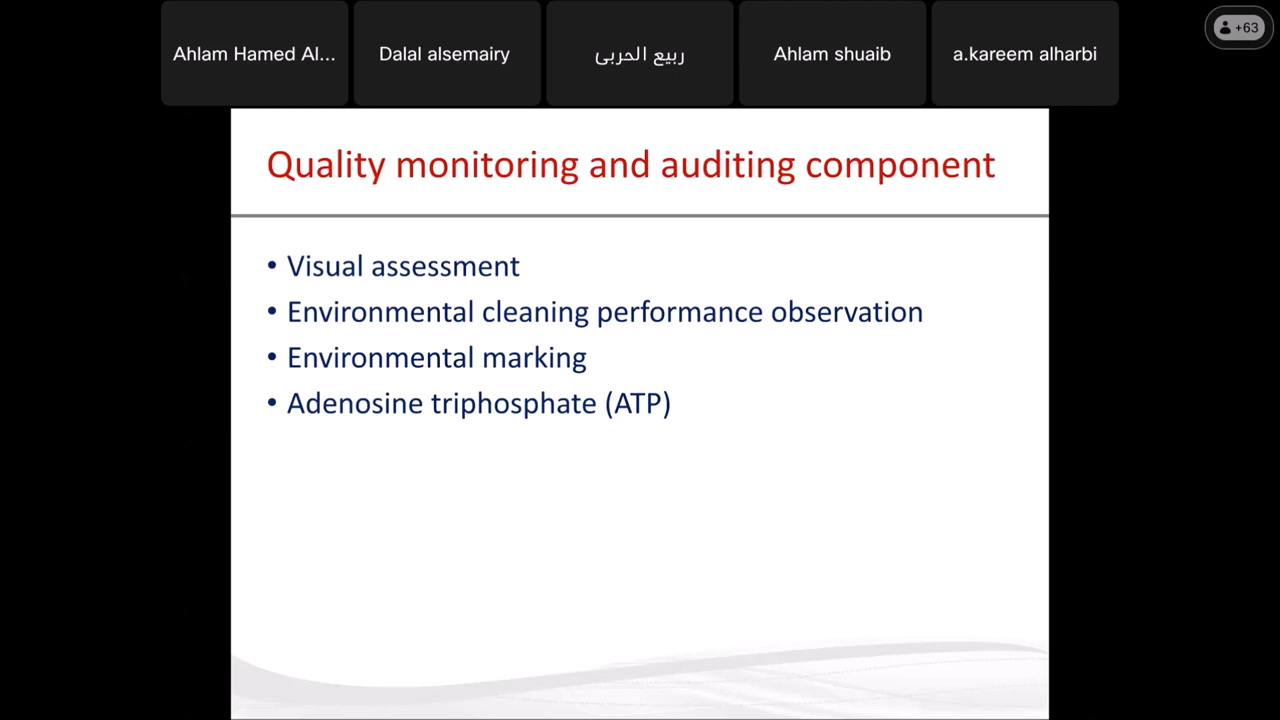 Ahlam Hamed Al...
Dalal alsemairy
ربيع الحربى
Ahlam shuaib
a.kareem alharbi
+63
Quality monitoring and auditing component
• Visual assessment
• Environmental cleaning performance observation
• Environmental marking
• Adenosine triphosphate (ATP)